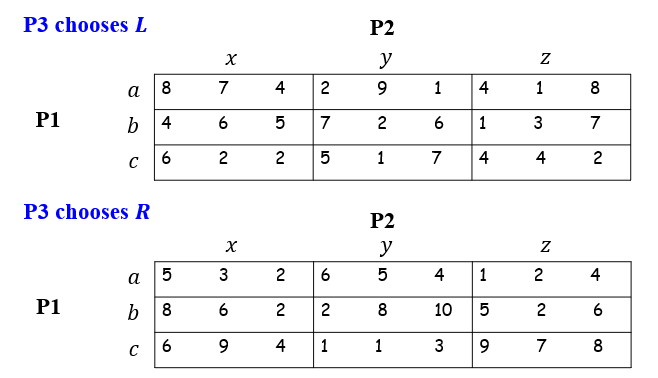 P3 chooses L
P2
x y z
a 8 7 4 2 9 1 4 1 8
P1 b 4 6 5 7 2 6 1 3 7
c 6 2 2 5 1 7 4 4 2
P3 chooses R
P2
x y z
a 5 3 2 6 5 4 1 2 4
P1 b 8 6 2 2 8 10 5 2 6
c 6 9 4 1 1 3 9 7 8